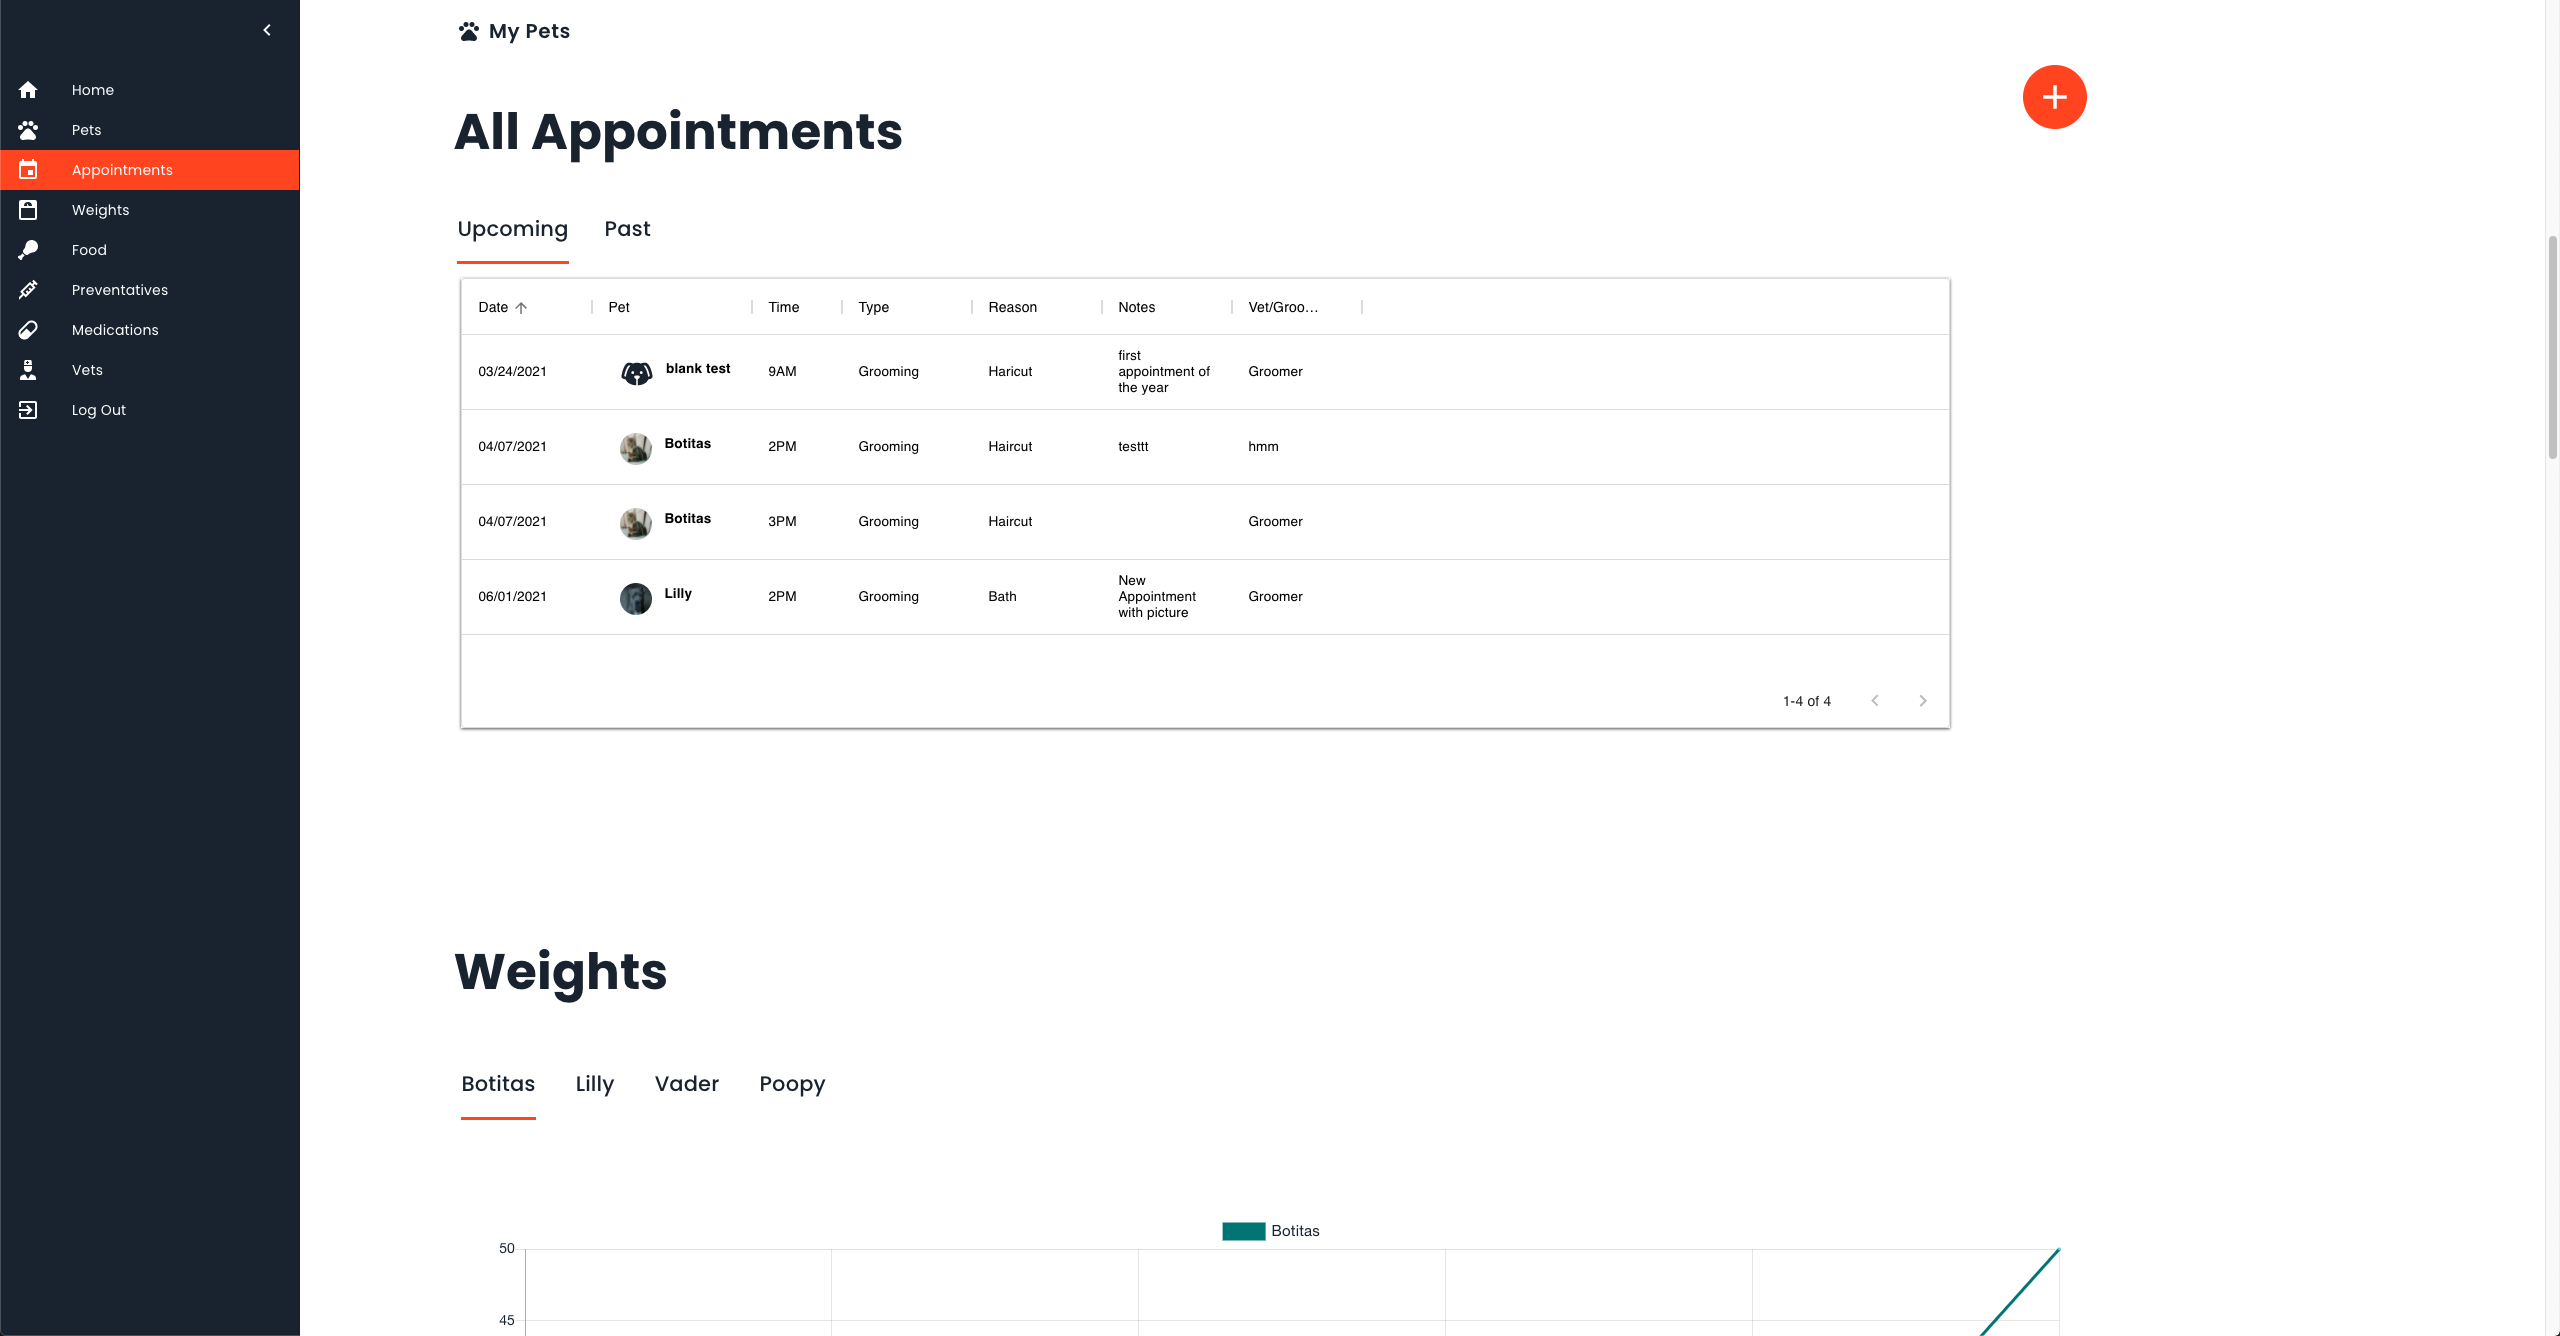 My Pets
Home
Pets
Appointments
Weights
Food
Preventatives
Medications
Vets
Log Out
All Appointments
Upcoming Past
Date Pet Time Type Reason Notes Vet/Groo...
03/24/2021 blank test 9AM Grooming Haricut first appointment of the year Groomer
04/07/2021 Botitas 2PM Grooming Haircut testtt hmm
04/07/2021 Botitas 3PM Grooming Haircut Groomer
06/01/2021 Lilly 2PM Grooming Bath New Appointment with picture Groomer
1-4 of 4
Weights
Botitas Lilly Vader Poopy
Botitas
50
45